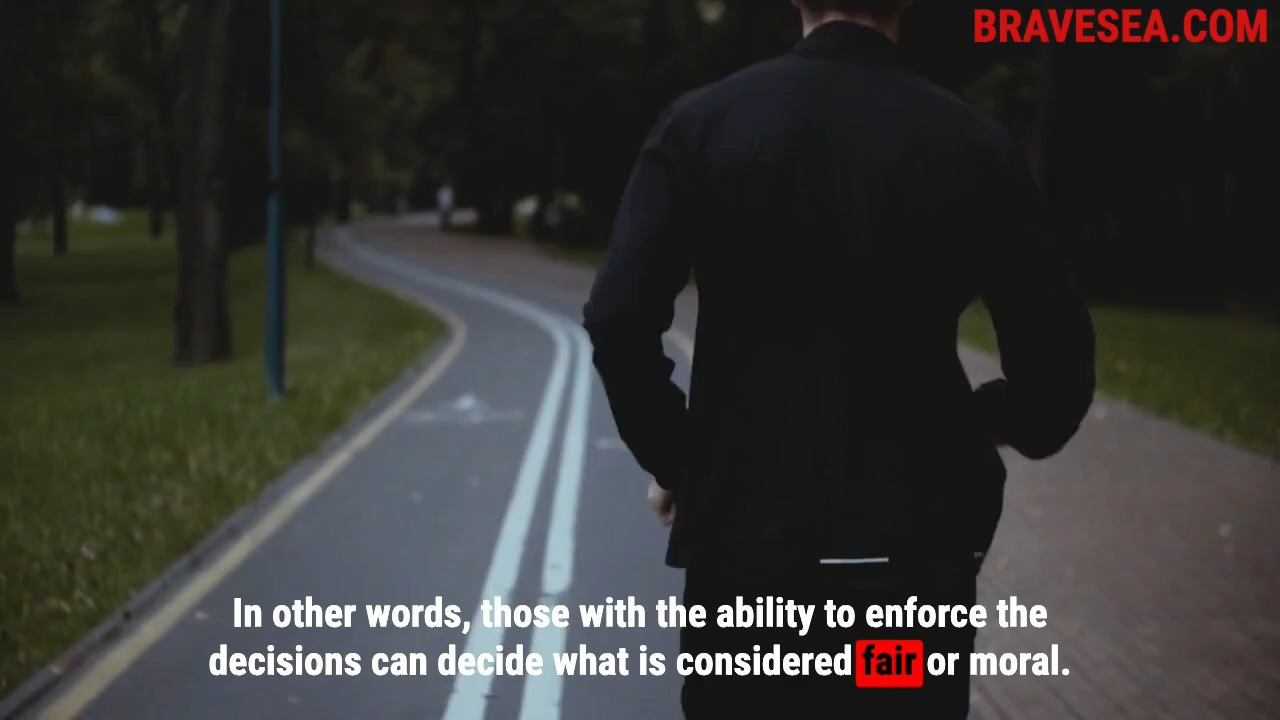 BRAVESEA.COM
In other words, those with the ability to enforce the
decisions can decide what is considered fair or moral.